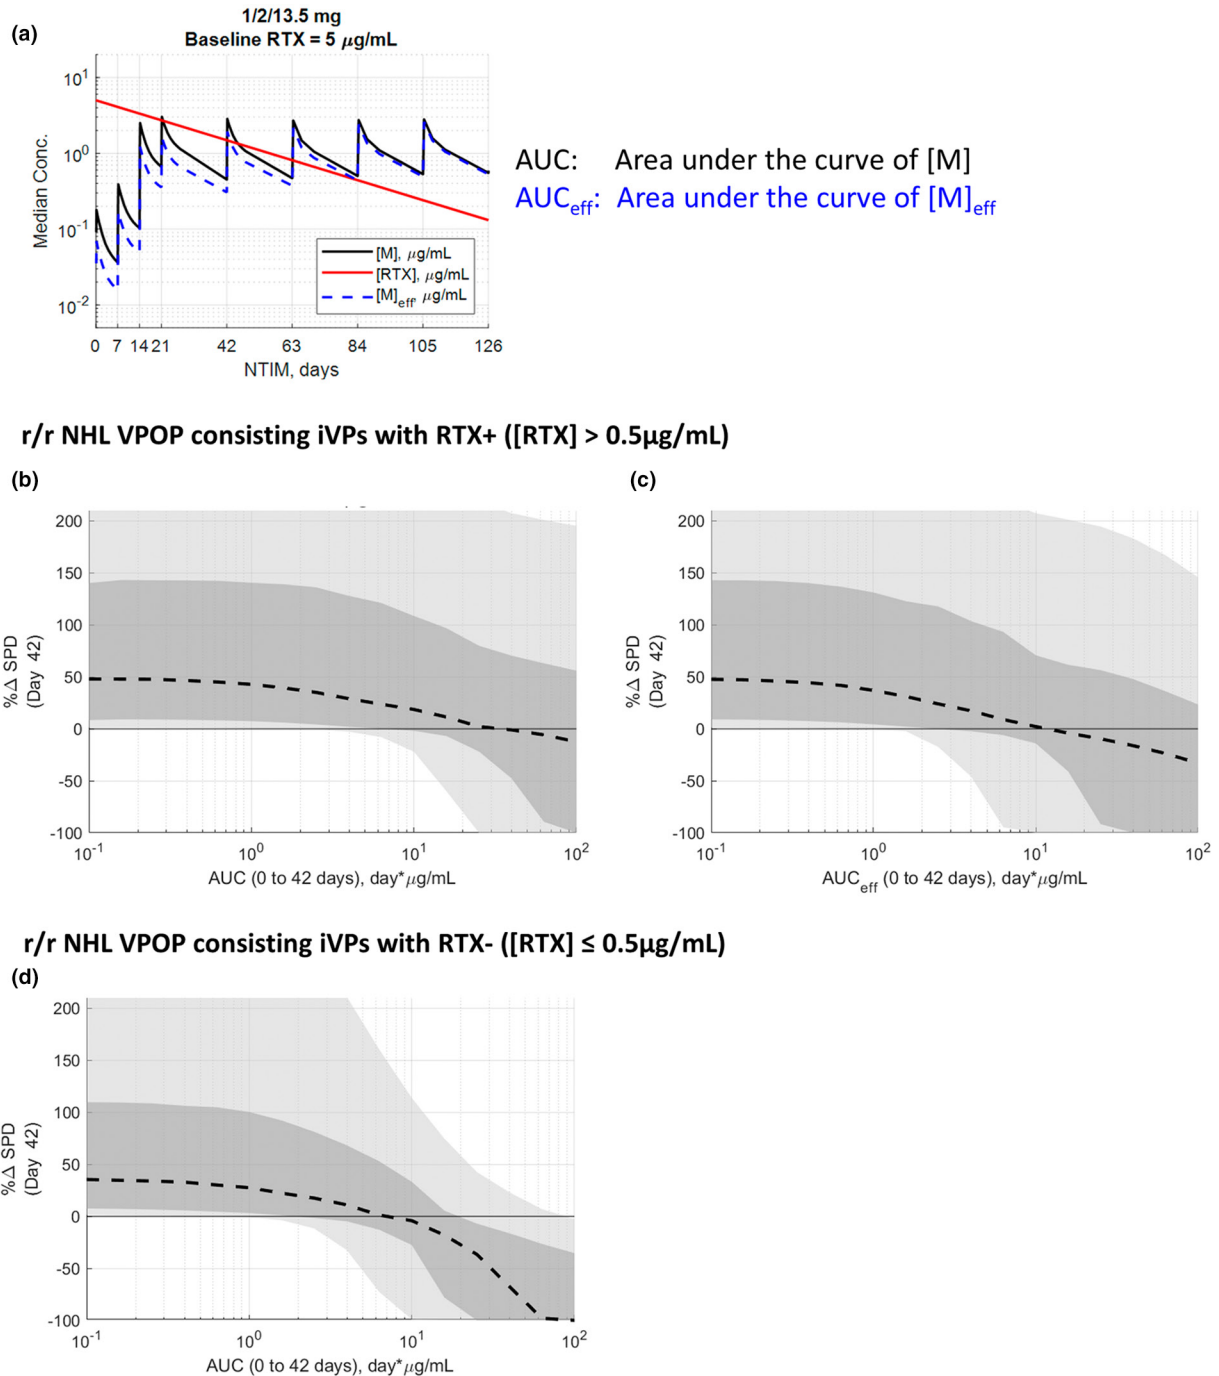 (a)
1/2/13.5 mg
Baseline RTX = 5 μg/mL
Median Conc.
10¹
10⁰
10⁻¹
10⁻²
[M], μg/mL
[RTX], μg/mL
[M]eff, μg/mL
0 7 14 21 42 63 84 105 126
NTIM, days
AUC: Area under the curve of [M]
AUCeff: Area under the curve of [M]eff
r/r NHL VPOP consisting iVPs with RTX+ ([RTX] > 0.5μg/mL)
(b)
%Δ SPD
(Day 42)
200
150
100
50
0
-50
-100
10⁻¹ 10⁰ 10¹ 10²
AUC (0 to 42 days), day*μg/mL
(c)
%Δ SPD
(Day 42)
200
150
100
50
0
-50
-100
10⁻¹ 10⁰ 10¹ 10²
AUCeff (0 to 42 days), day*μg/mL
r/r NHL VPOP consisting iVPs with RTX- ([RTX] ≤ 0.5μg/mL)
(d)
%Δ SPD
(Day 42)
200
150
100
50
0
-50
-100
10⁻¹ 10⁰ 10¹ 10²
AUC (0 to 42 days), day*μg/mL